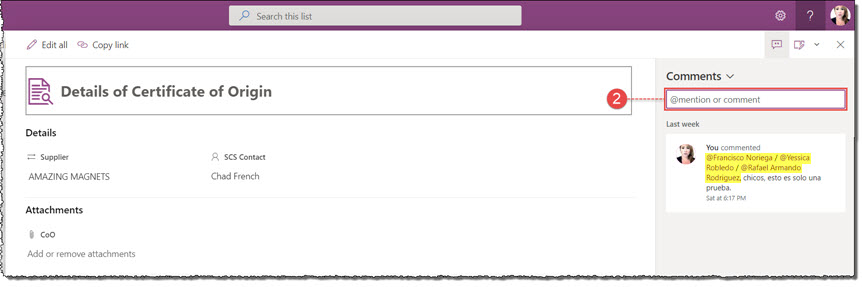 Search this list
?
Edit all Copy link
Comments
Details of Certificate of Origin
2
@mention or comment
Last week
Details
Supplier SCS Contact
AMAZING MAGNETS Chad French
You commented
@Francisco Noriega / @Yessica
Robledo / @Rafael Armando
Rodriguez, chicos, esto es solo una
prueba.
Sat at 6:17 PM
Attachments
CoO
Add or remove attachments